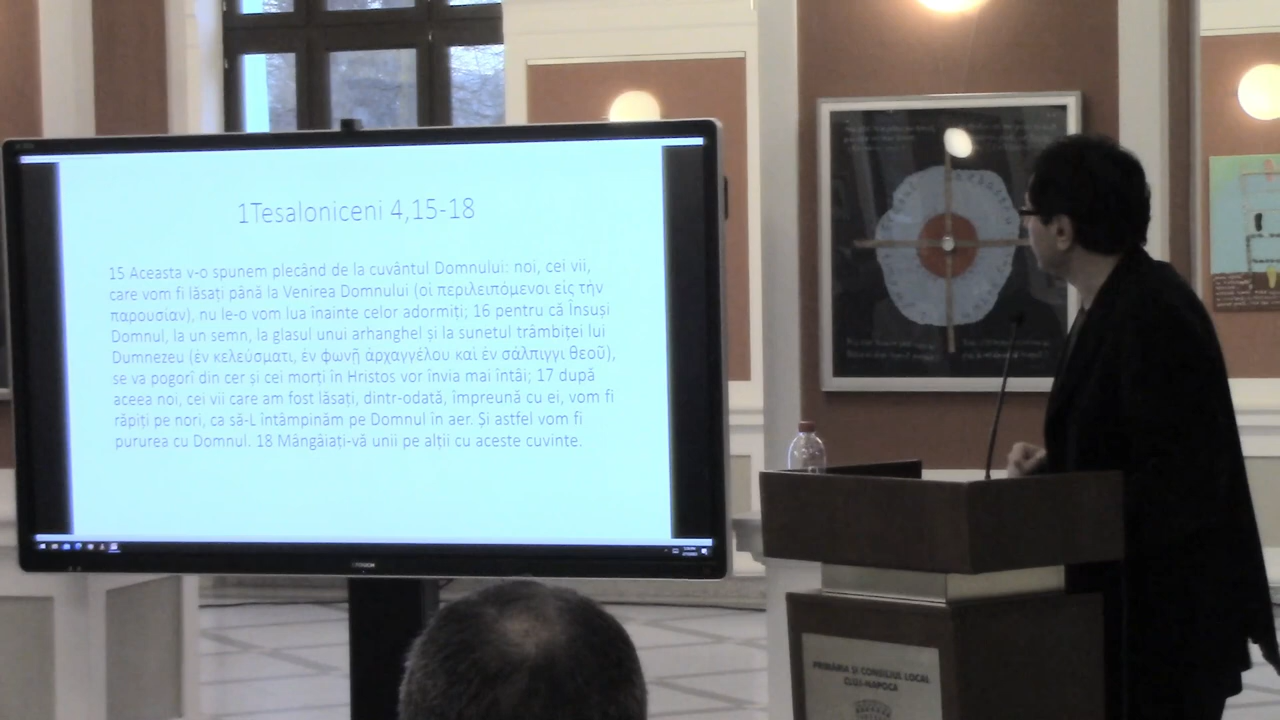 1Tesaloniceni 4,15-18
15 Aceasta v-o spunem plecând de la cuvântul Domnului: noi, cei vii,
care vom fi lăsați până la Venirea Domnului (οἱ περιλειπόμενοι εἰς τὴν
παρουσίαν), nu le-o vom lua înainte celor adormiți; 16 pentru că Însuși
Domnul, la un semn, la glasul unui arhanghel și la sunetul trâmbiței lui
Dumnezeu (ἐν κελεύσματι, ἐν φωνῇ ἀρχαγγέλου καὶ ἐν σάλπιγγι θεοῦ),
se va pogorî din cer și cei morți în Hristos vor învia mai întâi; 17 după
aceea noi, cei vii care am fost lăsați, dintr-odată, împreună cu ei, vom fi
răpiți pe nori, ca să-L întâmpinăm pe Domnul în aer. Și astfel vom fi
pururea cu Domnul. 18 Mângâiați-vă unii pe alții cu aceste cuvinte.
PRIMĂRIA ȘI CONSILIUL LOCAL
CLUJ-NAPOCA